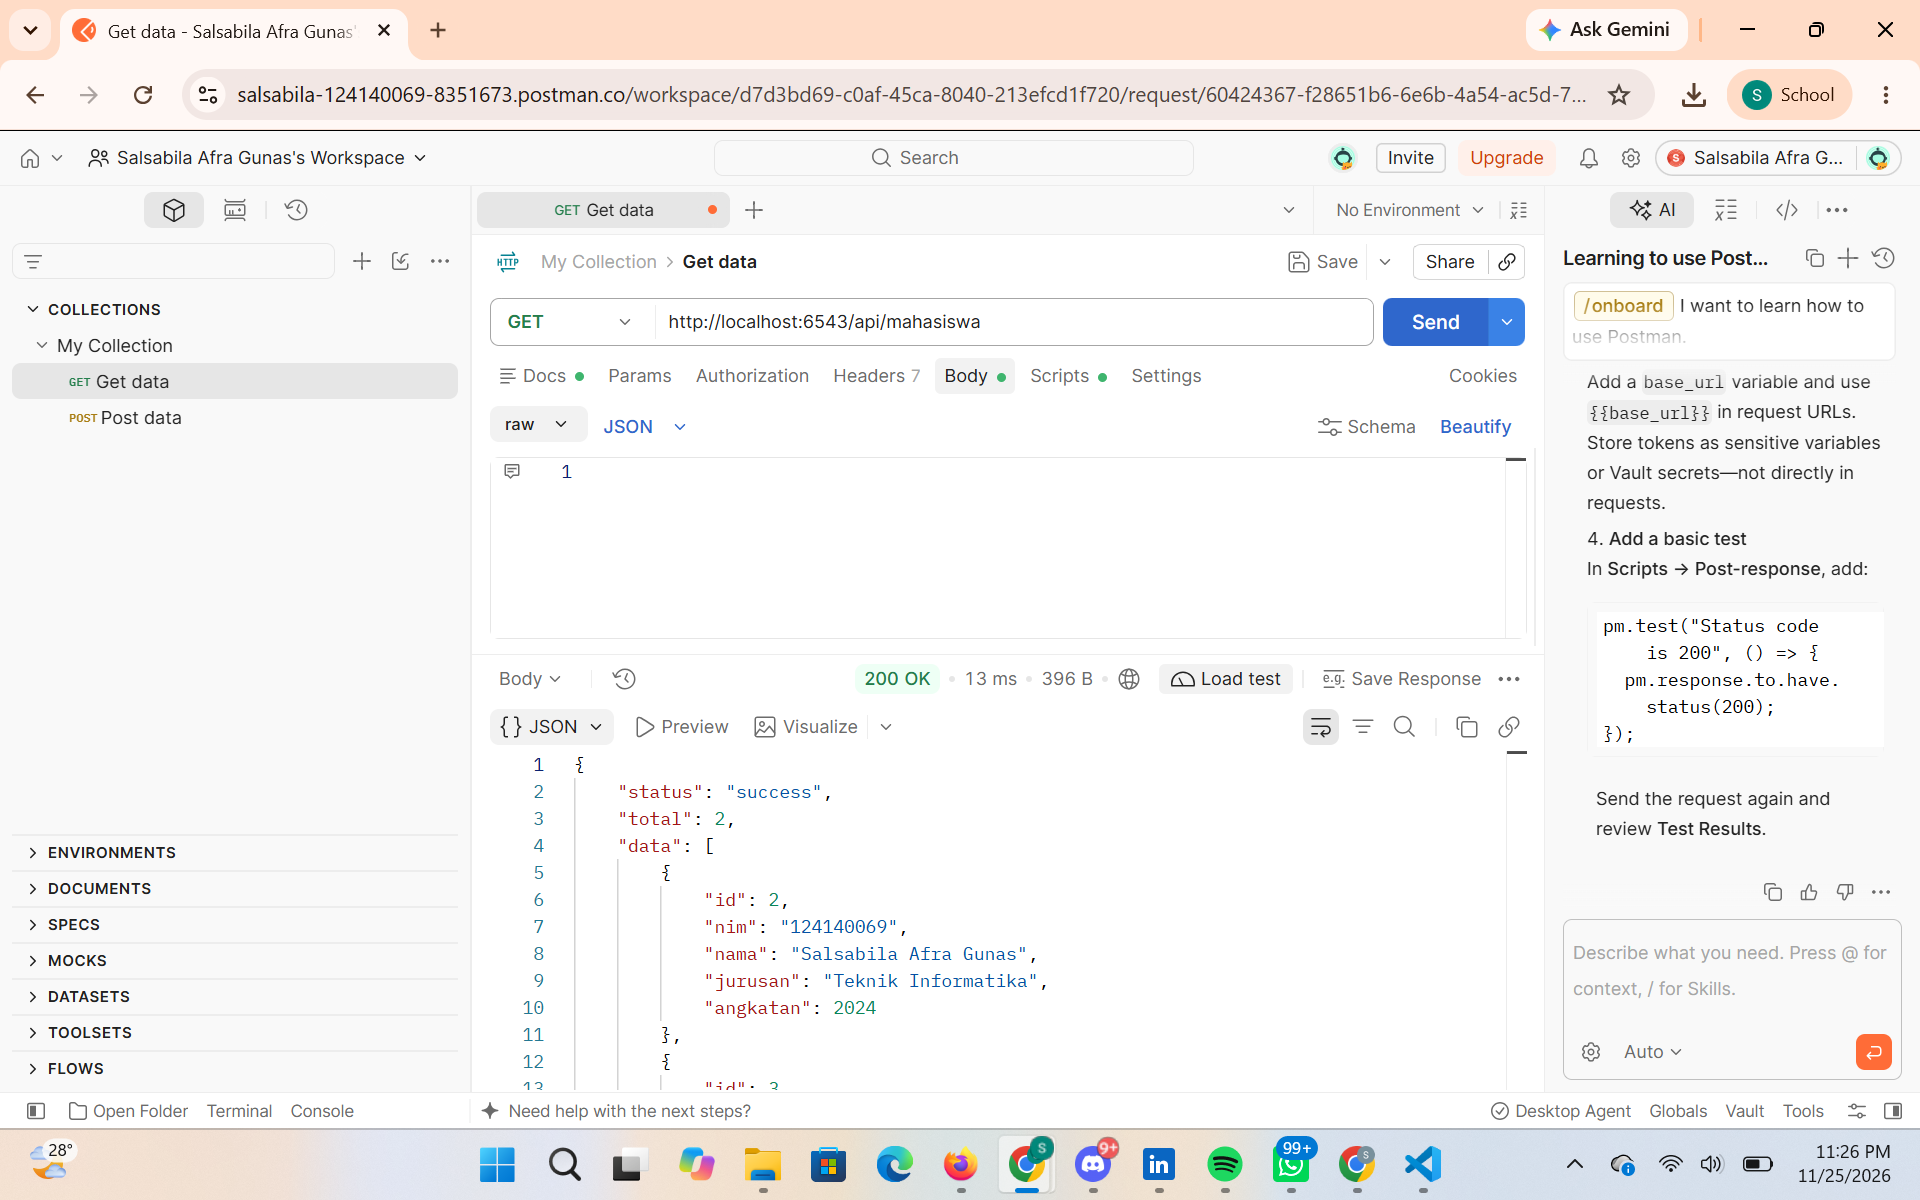 Get data - Salsabila Afra Gunas'
Ask Gemini
salsabila-124140069-8351673.postman.co/workspace/d7d3bd69-c0af-45ca-8040-213efcd1f720/request/60424367-f28651b6-6e6b-4a54-ac5d-7...
S School
Salsabila Afra Gunas's Workspace
Search
Invite
Upgrade
S Salsabila Afra G...
GET Get data
No Environment
AI
HTTP My Collection > Get data
Save
Share
Learning to use Post...
COLLECTIONS
My Collection
GET Get data
POST Post data
GET http://localhost:6543/api/mahasiswa
Send
Docs Params Authorization Headers 7 Body Scripts Settings Cookies
raw JSON Schema Beautify
1
/onboard I want to learn how to
use Postman.
Add a base_url variable and use
{{base_url}} in request URLs.
Store tokens as sensitive variables
or Vault secrets—not directly in
requests.
4. Add a basic test
In Scripts → Post-response, add:
pm.test("Status code
is 200", () => {
pm.response.to.have.
status(200);
});
Send the request again and
review Test Results.
Body 200 OK • 13 ms • 396 B • Load test e.g. Save Response
{} JSON Preview Visualize
1 {
2 "status": "success",
3 "total": 2,
4 "data": [
5 {
6 "id": 2,
7 "nim": "124140069",
8 "nama": "Salsabila Afra Gunas",
9 "jurusan": "Teknik Informatika",
10 "angkatan": 2024
11 },
12 {
13 "id": 3
ENVIRONMENTS
DOCUMENTS
SPECS
MOCKS
DATASETS
TOOLSETS
FLOWS
Describe what you need. Press @ for
context, / for Skills.
Auto
Open Folder Terminal Console
Need help with the next steps?
Desktop Agent Globals Vault Tools
28°
S
9+
in
99+
S
11:26 PM
11/25/2026